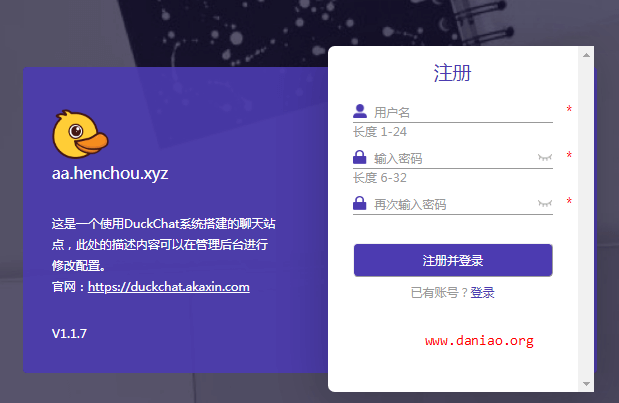 aa.henchou.xyz
这是一个使用DuckChat系统搭建的聊天站
点，此处的描述内容可以在管理后台进行
修改配置。
官网：https://duckchat.akaxin.com
V1.1.7
注册
用户名 *
长度 1-24
输入密码 *
长度 6-32
再次输入密码 *
注册并登录
已有账号？登录
www.daniao.org